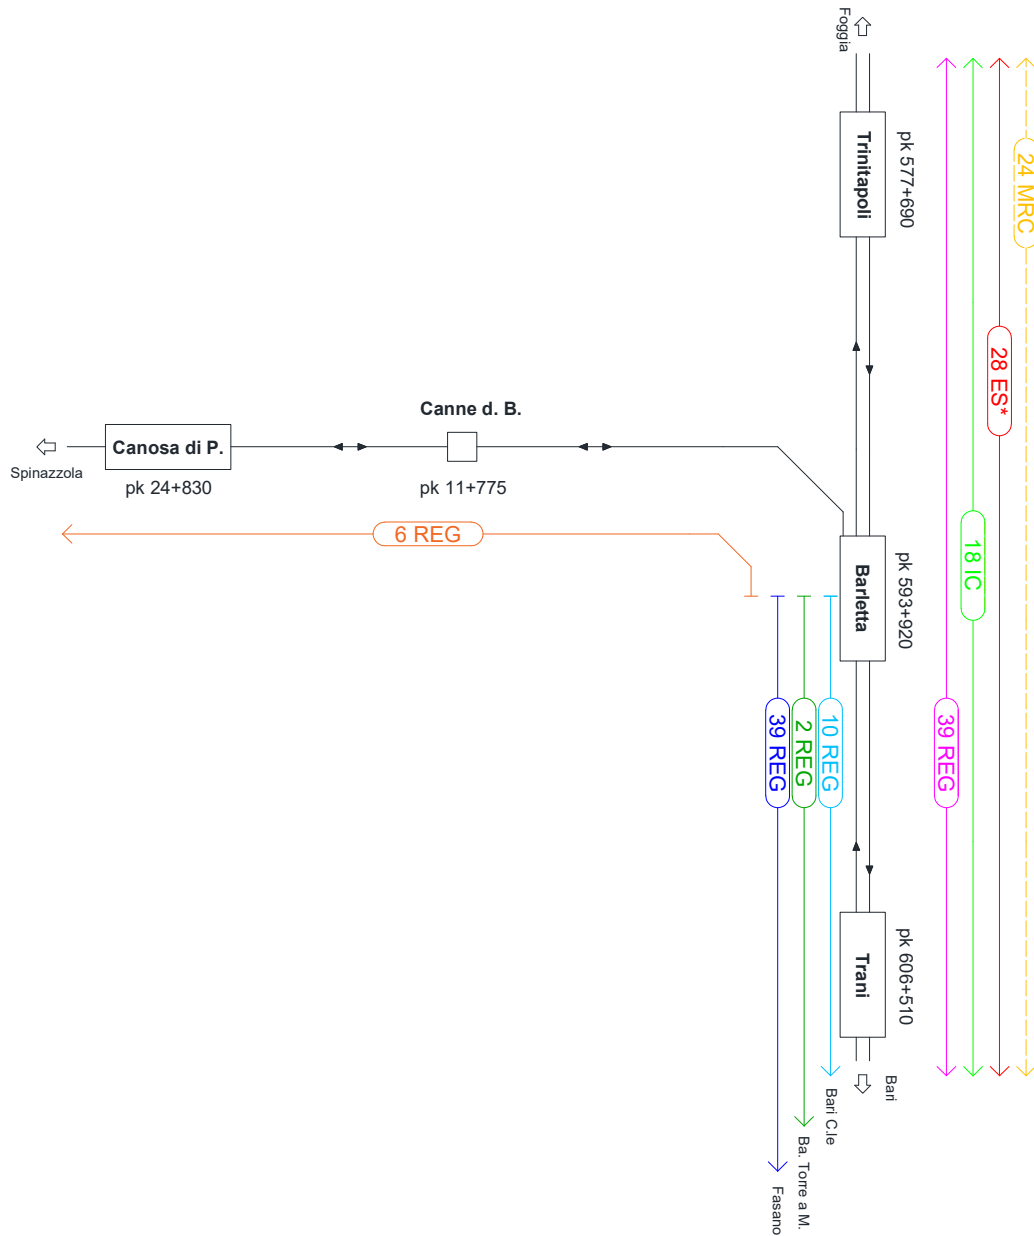 Foggia
Trinitapoli
pk 577+690
24 MRC
28 ES*
18 IC
39 REG
Canne d. B.
pk 11+775
Canosa di P.
pk 24+830
Spinazzola
6 REG
Barletta
pk 593+920
39 REG
2 REG
10 REG
Trani
pk 606+510
Bari
Bari C.le
Ba. Torre a M.
Fasano